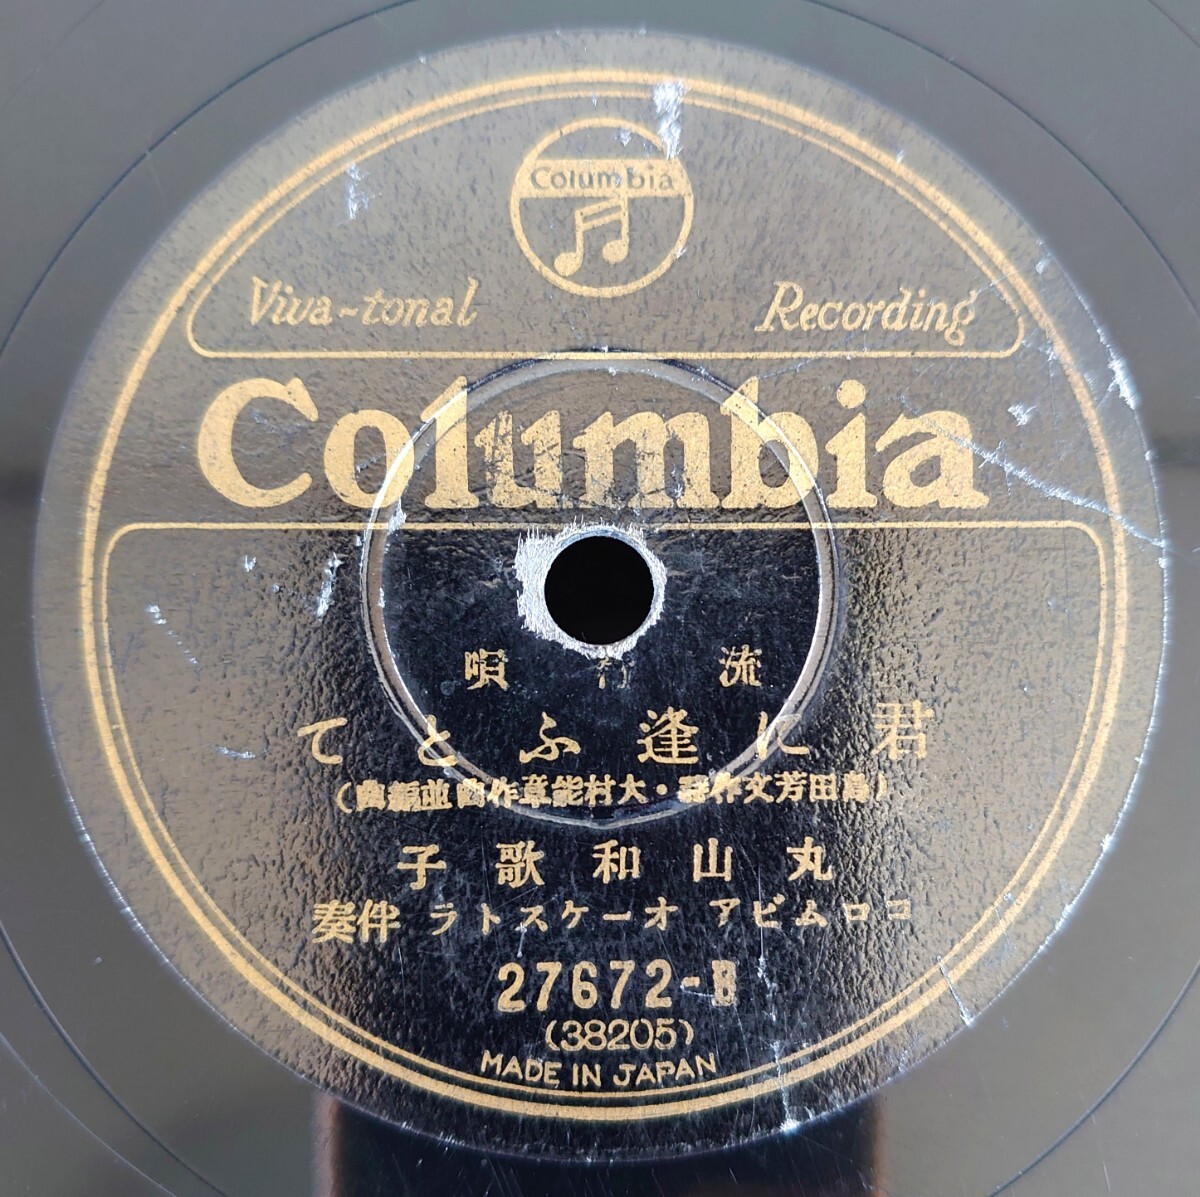 Columbia
Viva-tonal Recording
Columbia
流行唄
君に逢ふとて
(島田芳文作詩・大村能章作曲並編曲)
丸山和歌子
コロムビア オーケストラ 伴奏
27672-B
(38205)
MADE IN JAPAN